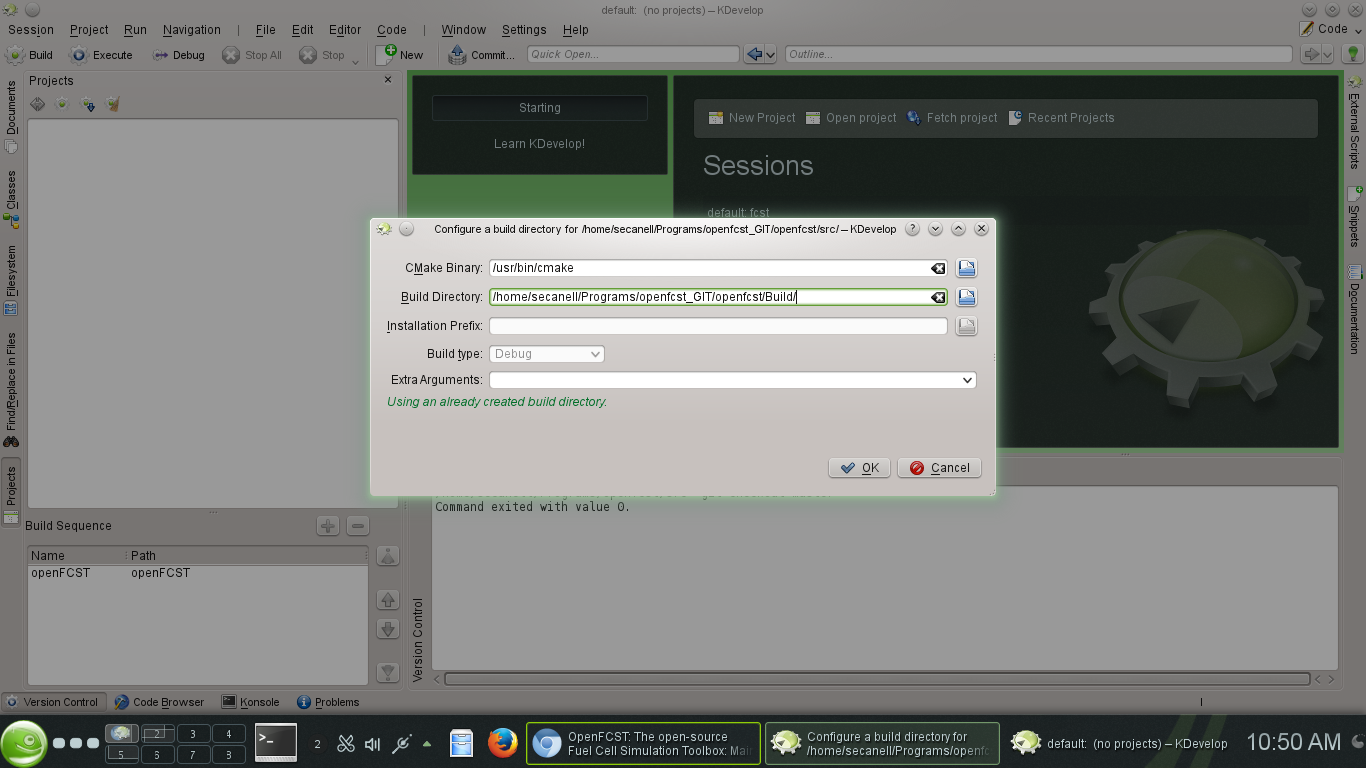 default: (no projects) – KDevelop
Session Project Run Navigation | File Edit Editor Code | Window Settings Help
Code
Build Execute Debug Stop All Stop New Commit... Quick Open... Outline...
Projects
Documents
Classes
Filesystem
Find/Replace in Files
Projects
Starting
Learn KDevelop!
New Project Open project Fetch project Recent Projects
Sessions
default: fcst
External Scripts
Snippets
Documentation
Configure a build directory for /home/secanell/Programs/openfcst_GIT/openfcst/src/ – KDevelop
CMake Binary: /usr/bin/cmake
Build Directory: /home/secanell/Programs/openfcst_GIT/openfcst/Build/
Installation Prefix:
Build type: Debug
Extra Arguments:
Using an already created build directory.
OK Cancel
Command exited with value 0.
Version Control
Build Sequence
Name Path
openFCST openFCST
Version Control Code Browser Konsole Problems
2 3 4
5 6 7 8
2
OpenFCST: The open-source
Fuel Cell Simulation Toolbox: Mai
Configure a build directory for
/home/secanell/Programs/openfc
default: (no projects) – KDevelop
10:50 AM